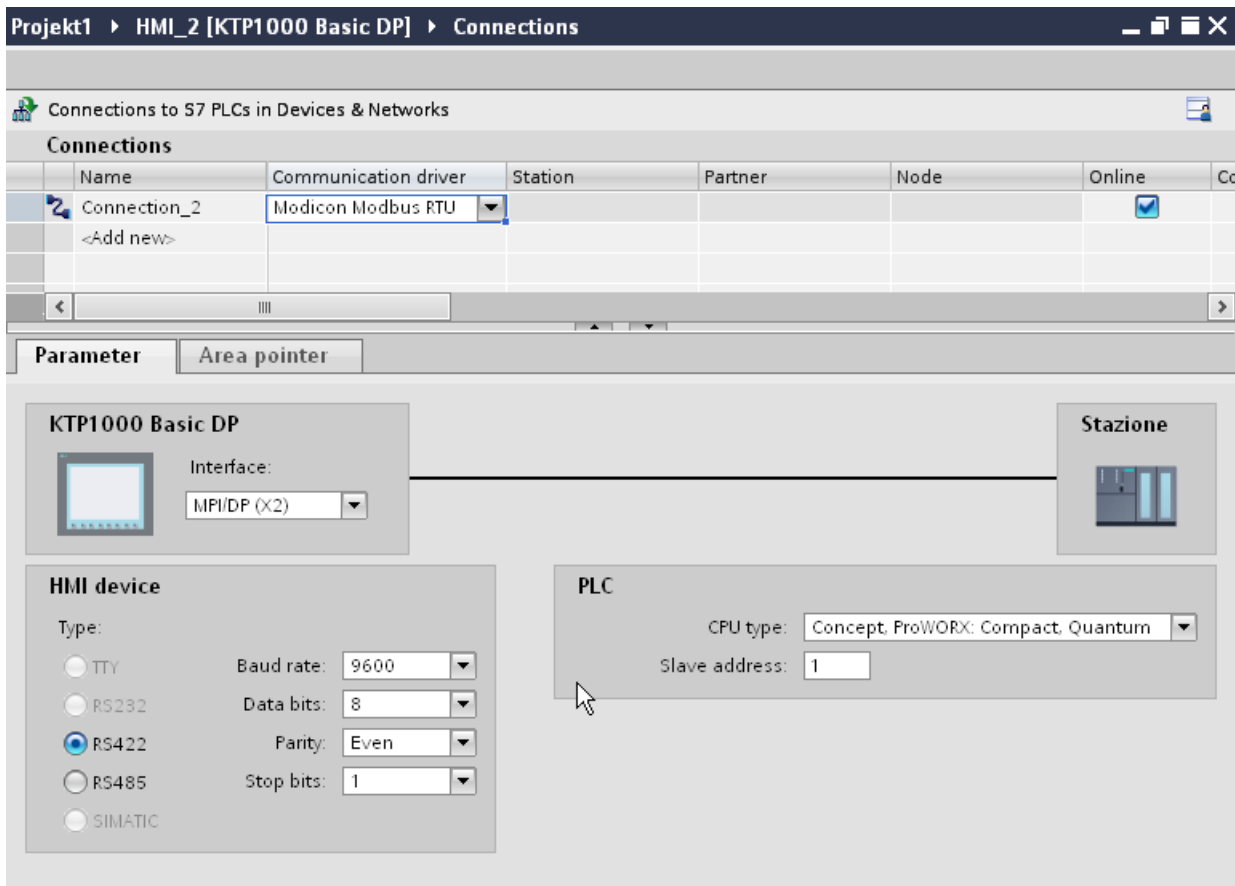 Projekt1 ▸ HMI_2 [KTP1000 Basic DP] ▸ Connections
Connections to S7 PLCs in Devices & Networks
Connections
Name Communication driver Station Partner Node Online Co
Connection_2 Modicon Modbus RTU
<Add new>
Parameter Area pointer
KTP1000 Basic DP Stazione
Interface:
MPI/DP (X2)
HMI device PLC
Type: CPU type: Concept, ProWORX: Compact, Quantum
TTY Baud rate: 9600 Slave address: 1
RS232 Data bits: 8
RS422 Parity: Even
RS485 Stop bits: 1
SIMATIC